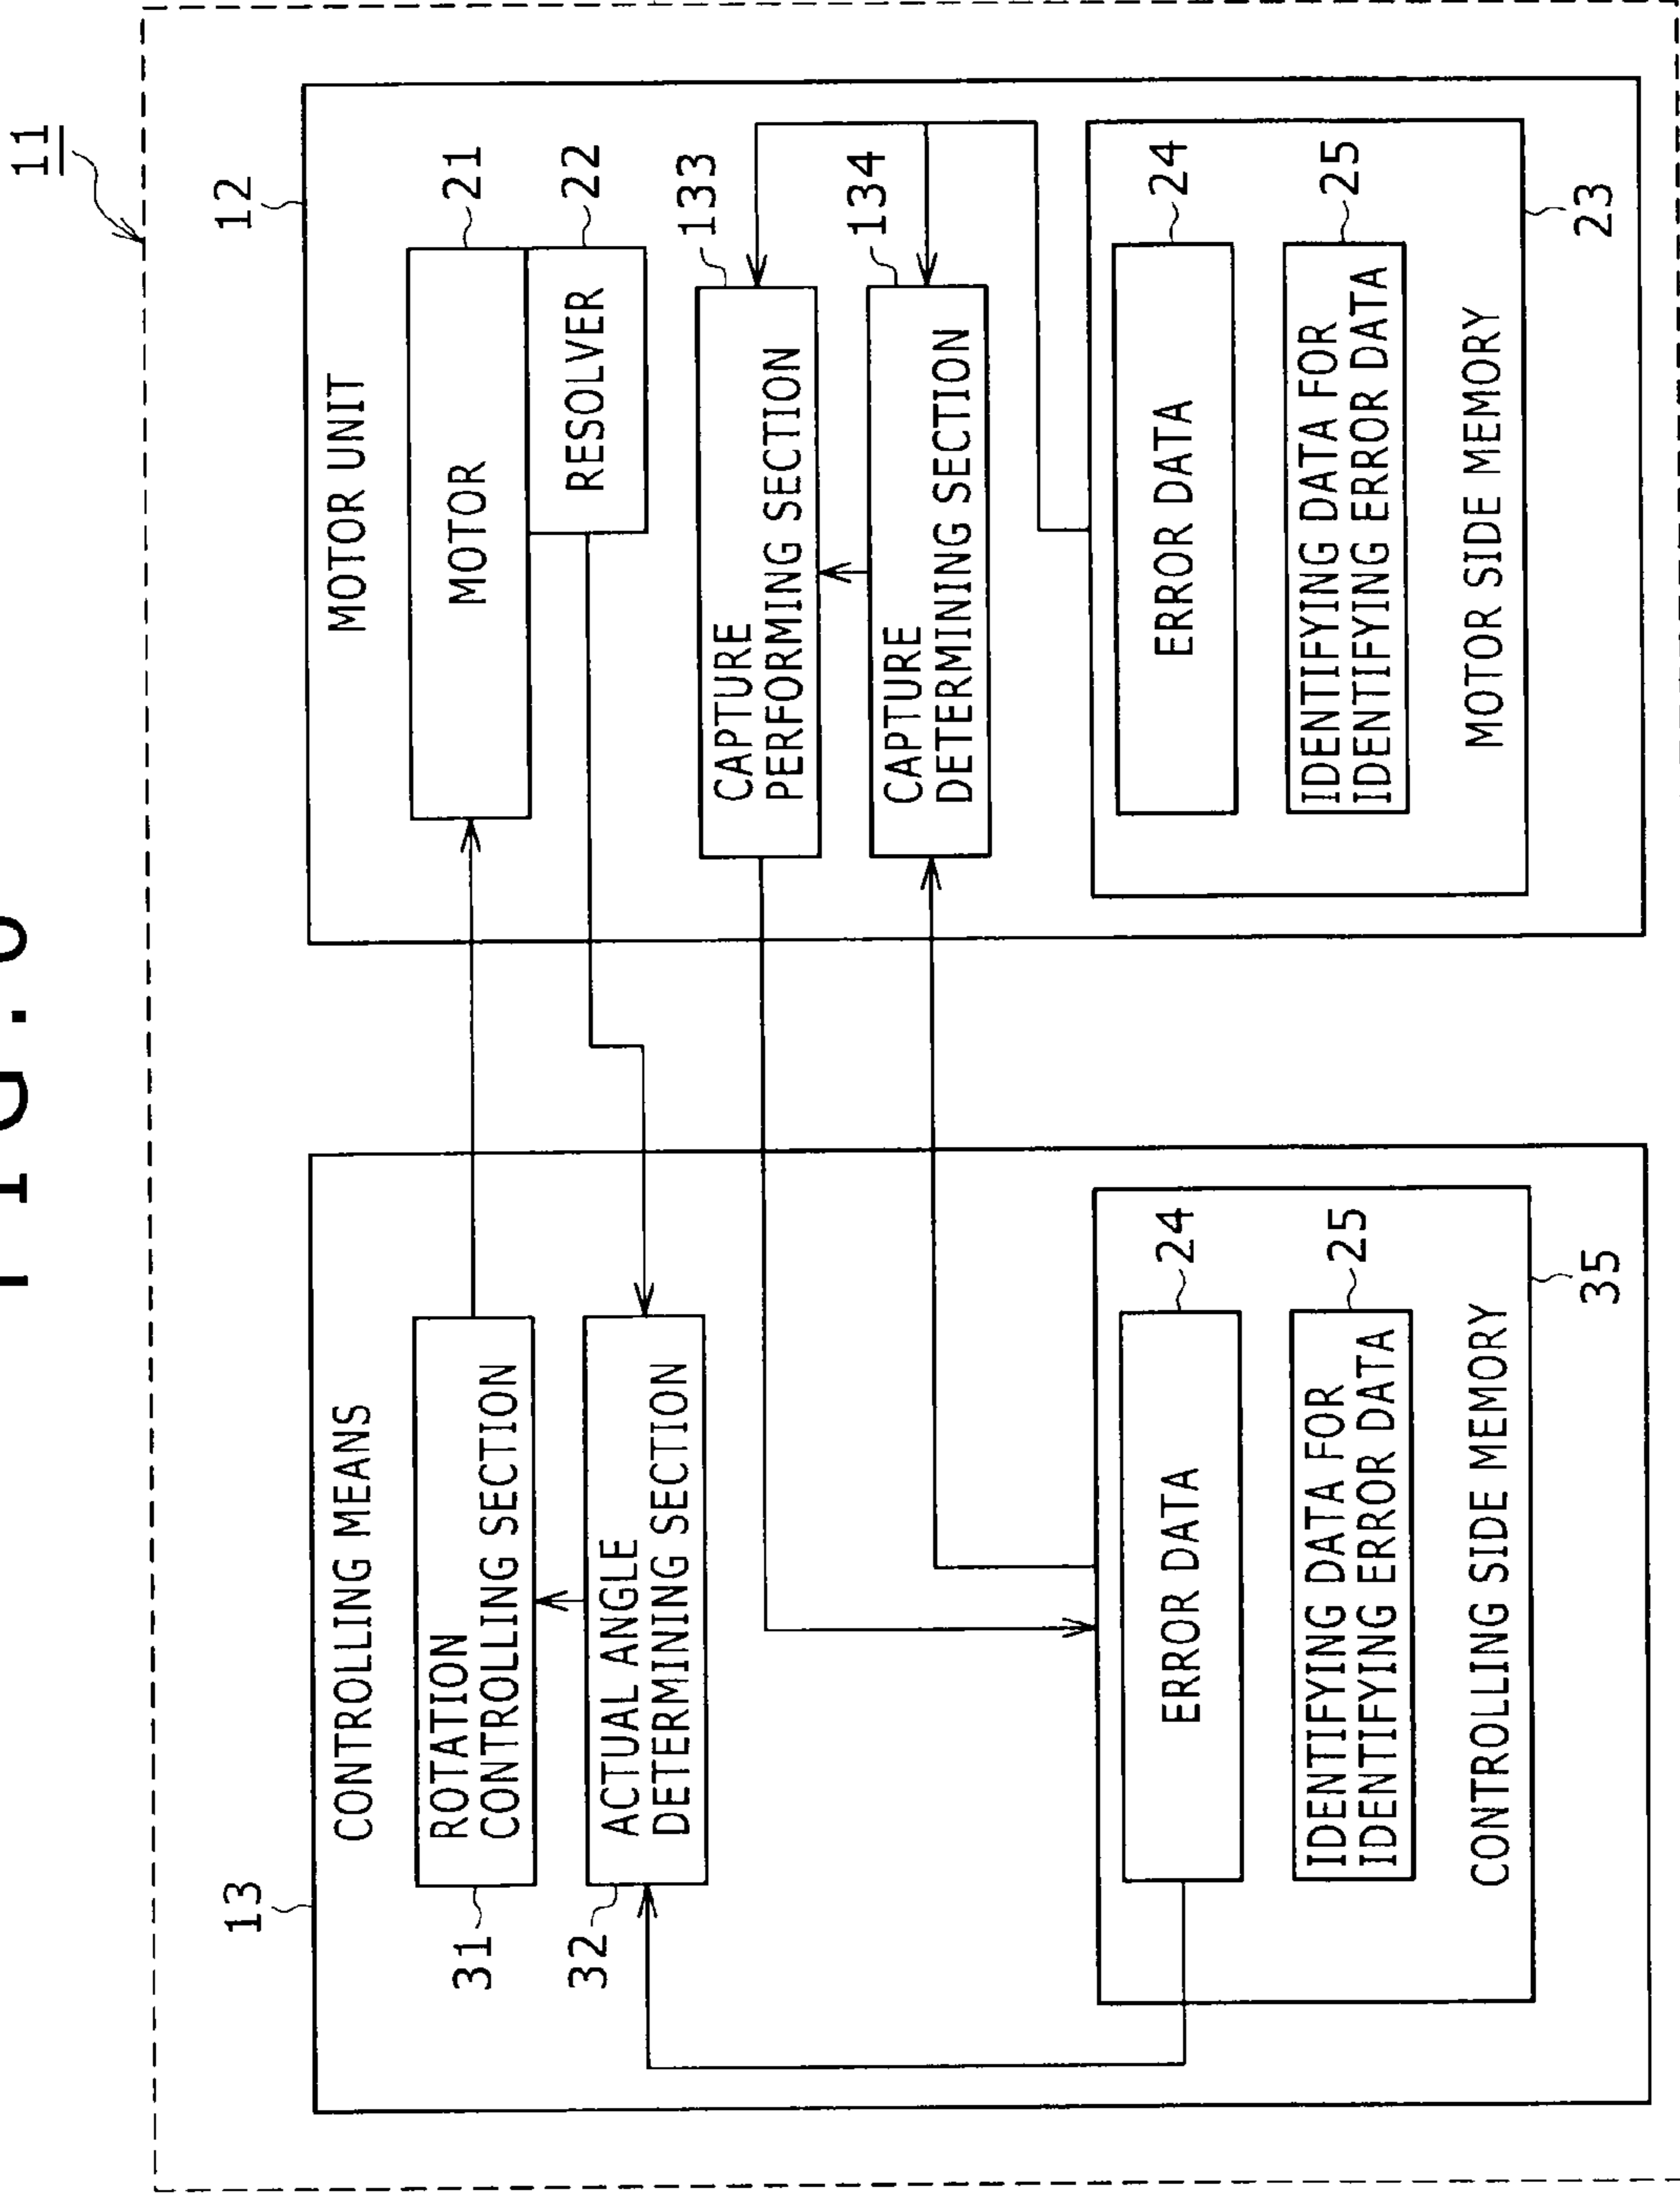 FIG.
11
13
CONTROLLING MEANS
31
ROTATION
CONTROLLING SECTION
32
ACTUAL ANGLE
DETERMINING SECTION
ERROR DATA
24
IDENTIFYING DATA FOR
IDENTIFYING ERROR DATA
25
CONTROLLING SIDE MEMORY
35
12
MOTOR UNIT
MOTOR
21
RESOLVER
22
CAPTURE
PERFORMING SECTION
133
CAPTURE
DETERMINING SECTION
134
ERROR DATA
24
IDENTIFYING DATA FOR
IDENTIFYING ERROR DATA
25
MOTOR SIDE MEMORY
23